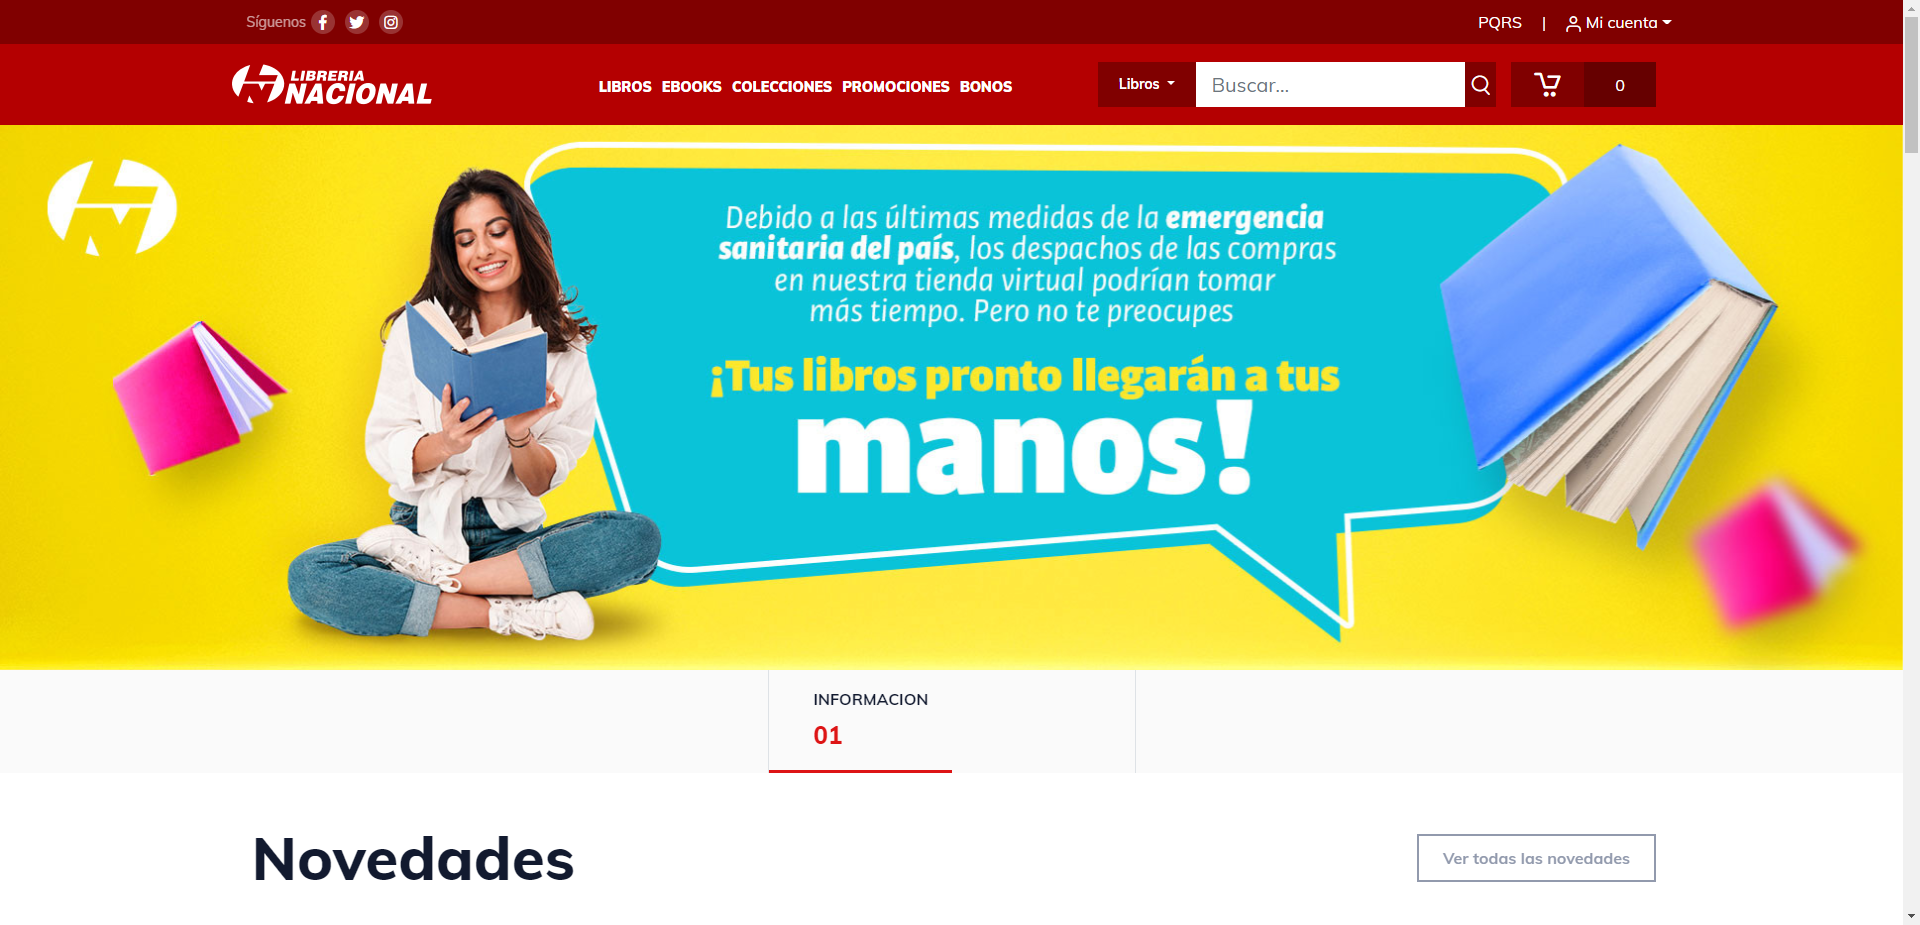 Síguenos
PQRS | Mi cuenta
LIBRERIA
NACIONAL
LIBROS EBOOKS COLECCIONES PROMOCIONES BONOS
Libros
Buscar...
0
Debido a las últimas medidas de la emergencia
sanitaria del país, los despachos de las compras
en nuestra tienda virtual podrían tomar
más tiempo. Pero no te preocupes
¡Tus libros pronto llegarán a tus
manos!
INFORMACION
01
Novedades
Ver todas las novedades